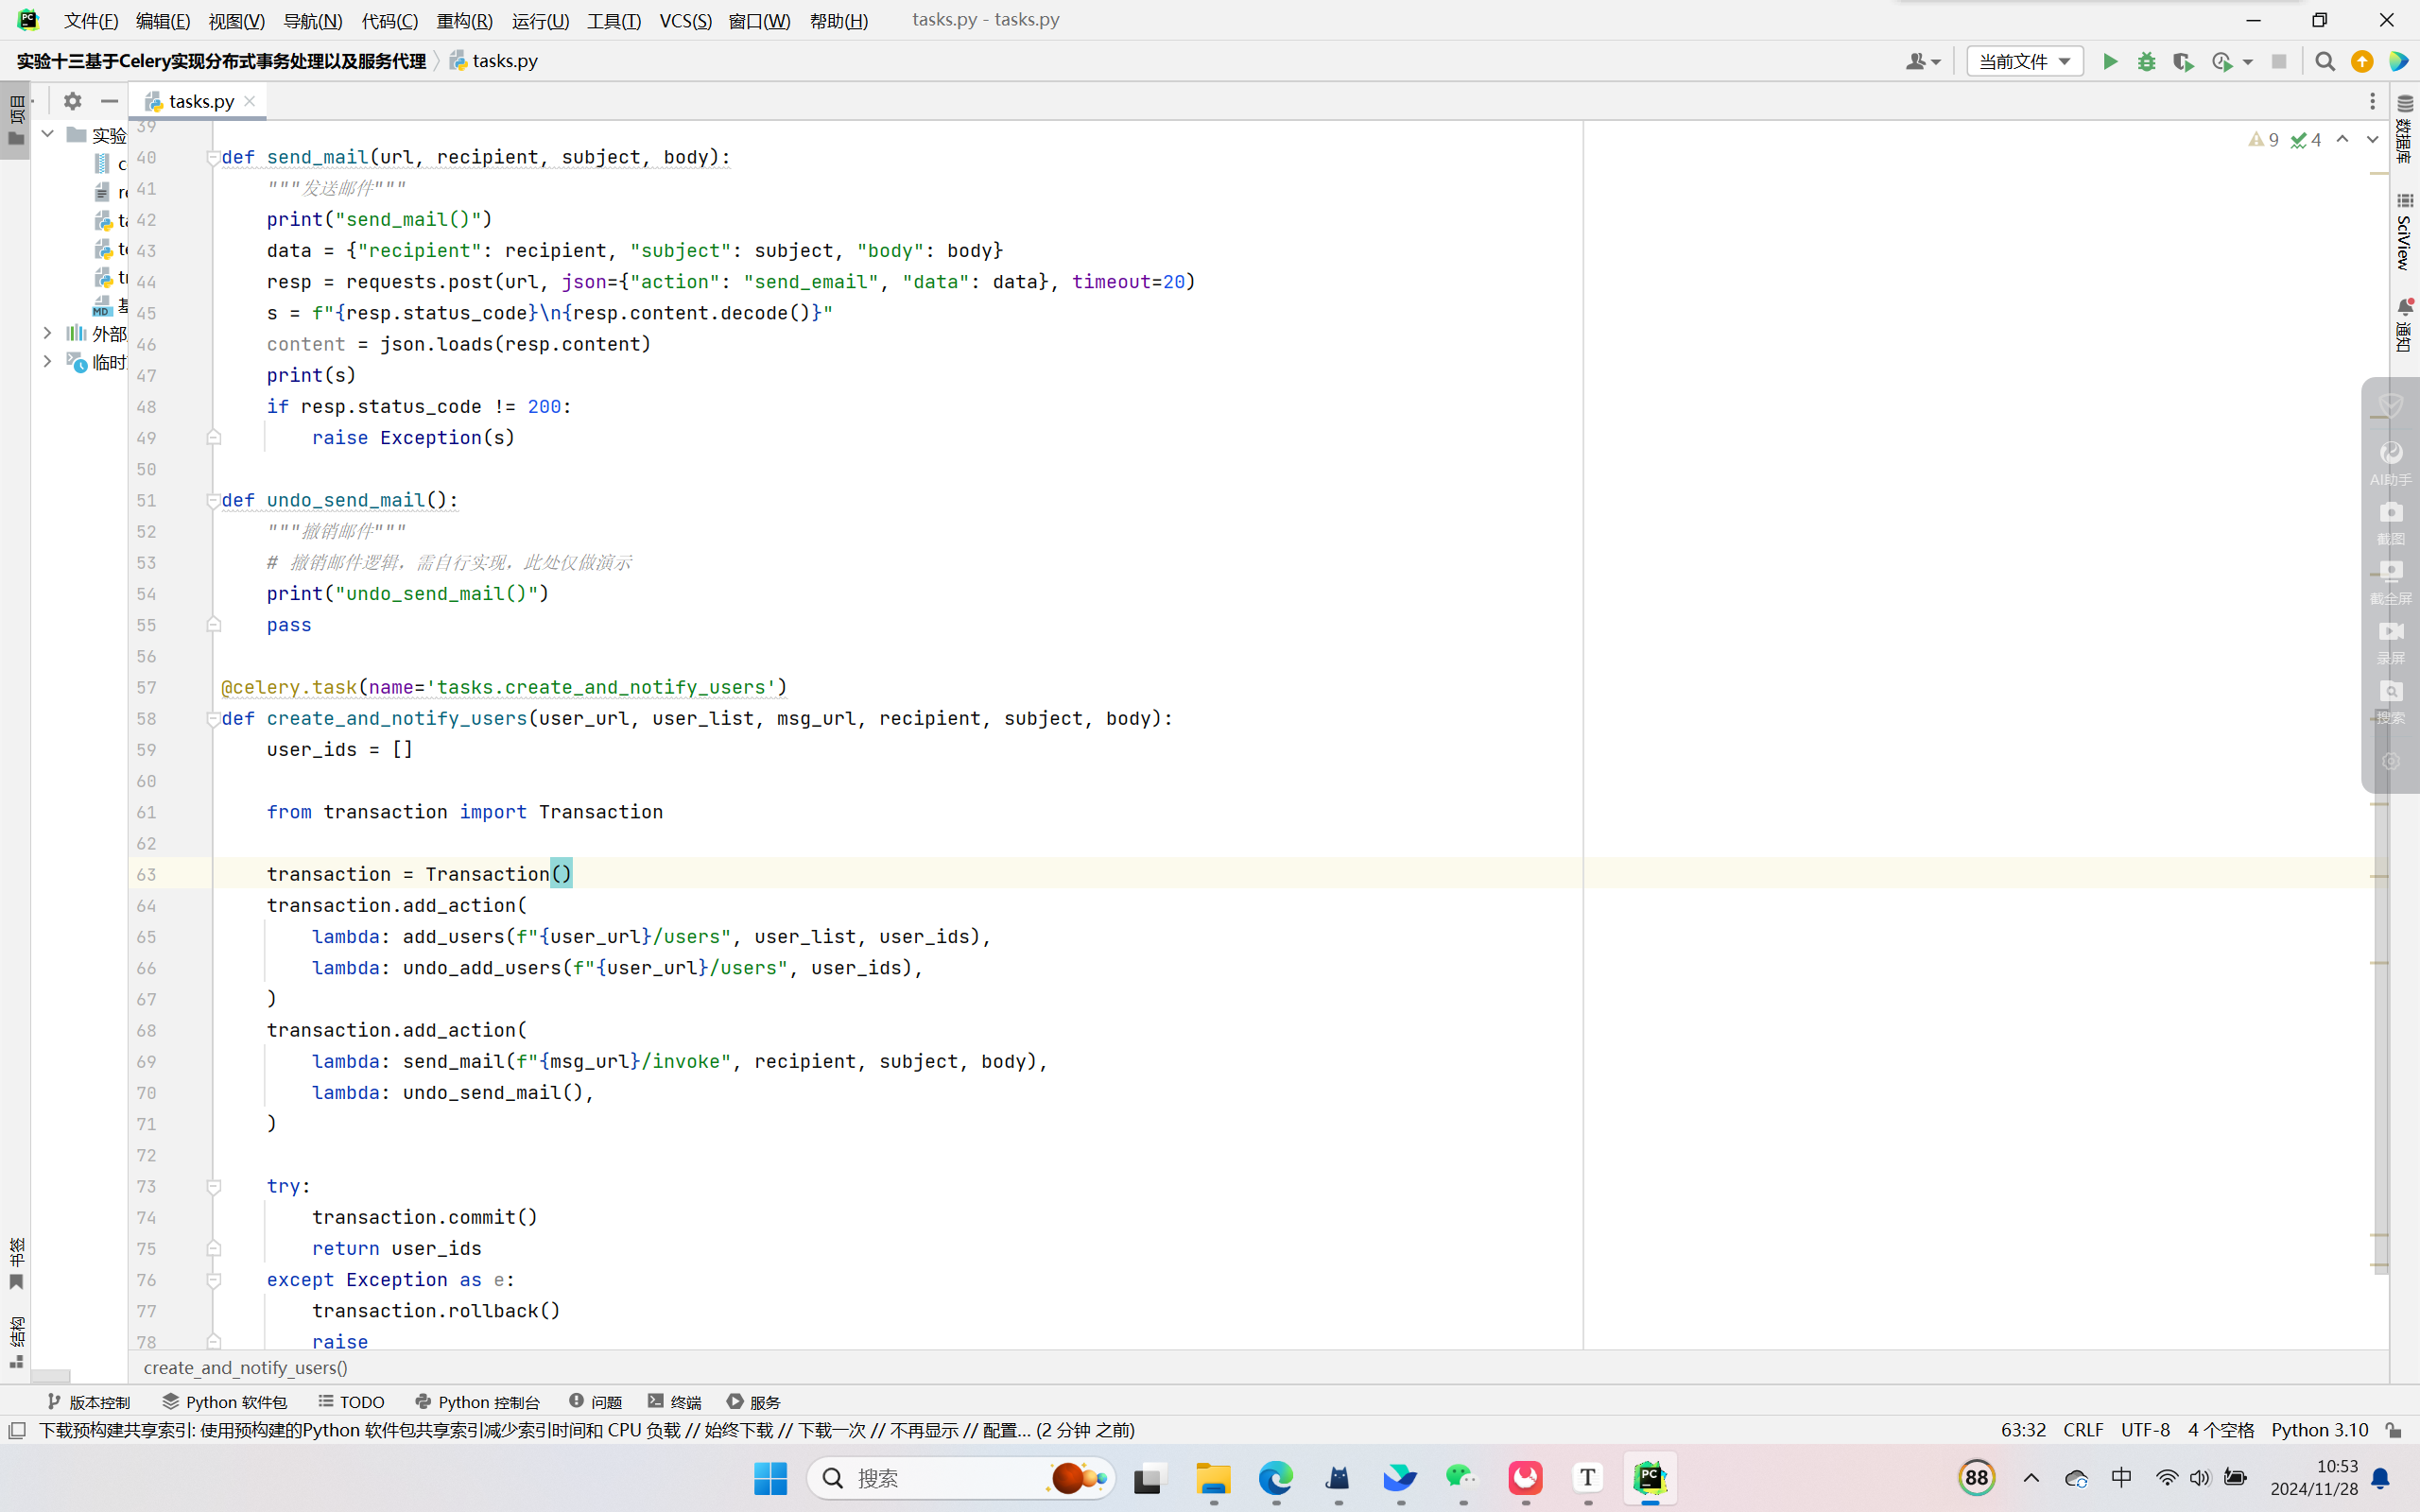 文件(F) 编辑(E) 视图(V) 导航(N) 代码(C) 重构(R) 运行(U) 工具(T) VCS(S) 窗口(W) 帮助(H) tasks.py - tasks.py
实验十三基于Celery实现分布式事务处理以及服务代理 tasks.py 当前文件
项目
tasks.py
实验
外部
临时
9 4
39
40 def send_mail(url, recipient, subject, body):
41 """发送邮件"""
42 print("send_mail()")
43 data = {"recipient": recipient, "subject": subject, "body": body}
44 resp = requests.post(url, json={"action": "send_email", "data": data}, timeout=20)
45 s = f"{resp.status_code}\n{resp.content.decode()}"
46 content = json.loads(resp.content)
47 print(s)
48 if resp.status_code != 200:
49 raise Exception(s)
50
51 def undo_send_mail():
52 """撤销邮件"""
53 # 撤销邮件逻辑，需自行实现，此处仅做演示
54 print("undo_send_mail()")
55 pass
56
57 @celery.task(name='tasks.create_and_notify_users')
58 def create_and_notify_users(user_url, user_list, msg_url, recipient, subject, body):
59 user_ids = []
60
61 from transaction import Transaction
62
63 transaction = Transaction()
64 transaction.add_action(
65 lambda: add_users(f"{user_url}/users", user_list, user_ids),
66 lambda: undo_add_users(f"{user_url}/users", user_ids),
67 )
68 transaction.add_action(
69 lambda: send_mail(f"{msg_url}/invoke", recipient, subject, body),
70 lambda: undo_send_mail(),
71 )
72
73 try:
74 transaction.commit()
75 return user_ids
76 except Exception as e:
77 transaction.rollback()
78 raise
create_and_notify_users()
数据库
SciView
通知
AI助手
截图
截全屏
录屏
搜索
书签
结构
版本控制 Python 软件包 TODO Python 控制台 问题 终端 服务
下载预构建共享索引: 使用预构建的Python 软件包共享索引减少索引时间和 CPU 负载 // 始终下载 // 下载一次 // 不再显示 // 配置... (2 分钟 之前) 63:32 CRLF UTF-8 4 个空格 Python 3.10
搜索
88
中
10:53
2024/11/28